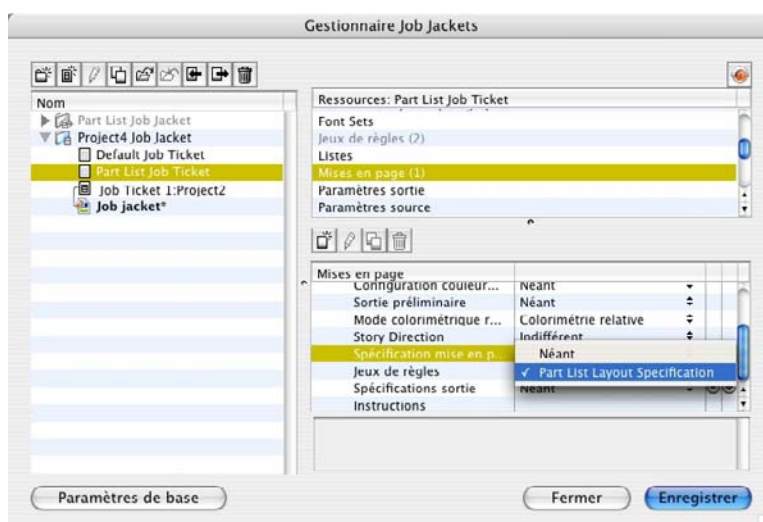 Gestionnaire Job Jackets
Nom
Part List Job Jacket
Project4 Job Jacket
Default Job Ticket
Part List Job Ticket
Job Ticket 1:Project2
Job jacket*
Ressources: Part List Job Ticket
Font Sets
Jeux de règles (2)
Listes
Mises en page (1)
Paramètres sortie
Paramètres source
Mises en page
Configuration couleur... Néant
Sortie préliminaire Néant
Mode colorimétrique r... Colorimétrie relative
Story Direction Indifférent
Spécification mise en p... Néant
Jeux de règles ✓ Part List Layout Specification
Spécifications sortie Néant
Instructions
Paramètres de base
Fermer
Enregistrer